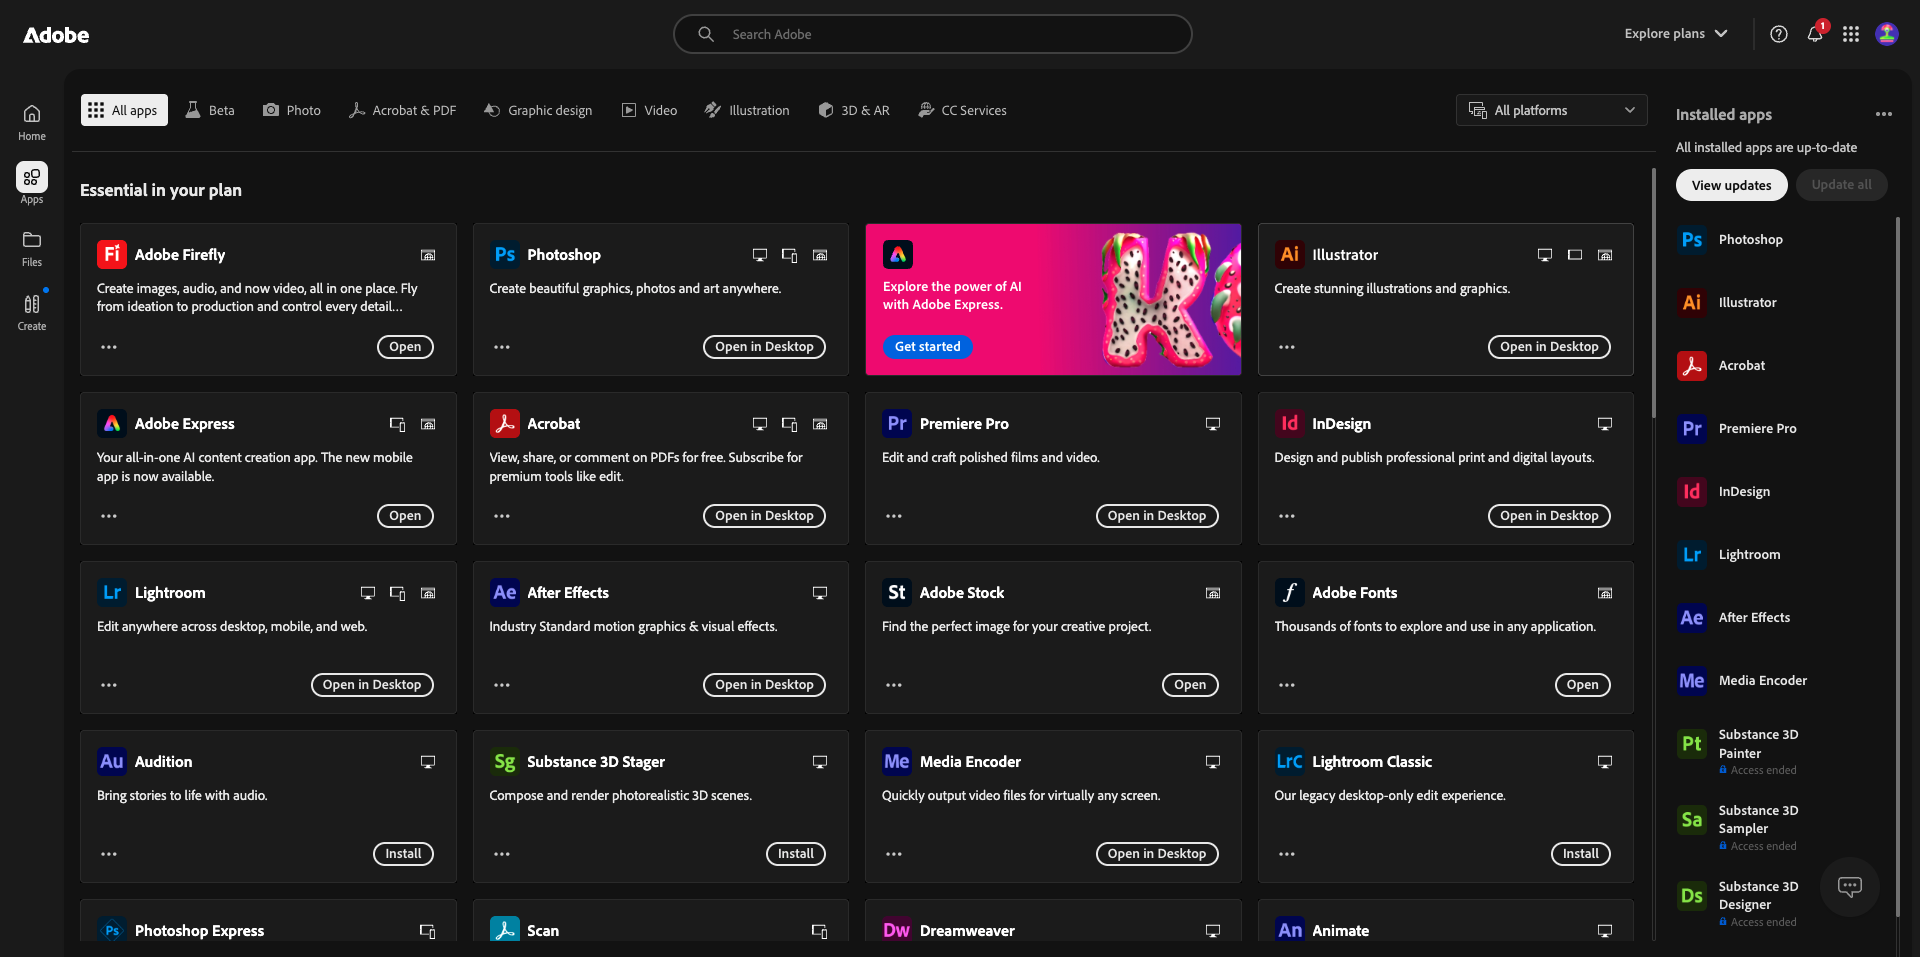 Adobe
Search Adobe
Explore plans
1
Home
Apps
Files
Create
All apps
Beta
Photo
Acrobat & PDF
Graphic design
Video
Illustration
3D & AR
CC Services
All platforms
Essential in your plan
Fi
Adobe Firefly
Create images, audio, and now video, all in one place. Fly
from ideation to production and control every detail...
Open
Ps
Photoshop
Create beautiful graphics, photos and art anywhere.
Open in Desktop
Explore the power of AI
with Adobe Express.
Get started
K
Ai
Illustrator
Create stunning illustrations and graphics.
Open in Desktop
Adobe Express
Your all-in-one AI content creation app. The new mobile
app is now available.
Open
Acrobat
View, share, or comment on PDFs for free. Subscribe for
premium tools like edit.
Open in Desktop
Pr
Premiere Pro
Edit and craft polished films and video.
Open in Desktop
Id
InDesign
Design and publish professional print and digital layouts.
Open in Desktop
Lr
Lightroom
Edit anywhere across desktop, mobile, and web.
Open in Desktop
Ae
After Effects
Industry Standard motion graphics & visual effects.
Open in Desktop
St
Adobe Stock
Find the perfect image for your creative project.
Open
f
Adobe Fonts
Thousands of fonts to explore and use in any application.
Open
Au
Audition
Bring stories to life with audio.
Install
Sg
Substance 3D Stager
Compose and render photorealistic 3D scenes.
Install
Me
Media Encoder
Quickly output video files for virtually any screen.
Open in Desktop
LrC
Lightroom Classic
Our legacy desktop-only edit experience.
Install
Ps
Photoshop Express
Scan
Dw
Dreamweaver
An
Animate
Installed apps
All installed apps are up-to-date
View updates
Update all
Ps
Photoshop
Ai
Illustrator
Acrobat
Pr
Premiere Pro
Id
InDesign
Lr
Lightroom
Ae
After Effects
Me
Media Encoder
Pt
Substance 3D
Painter
Access ended
Sa
Substance 3D
Sampler
Access ended
Ds
Substance 3D
Designer
Access ended